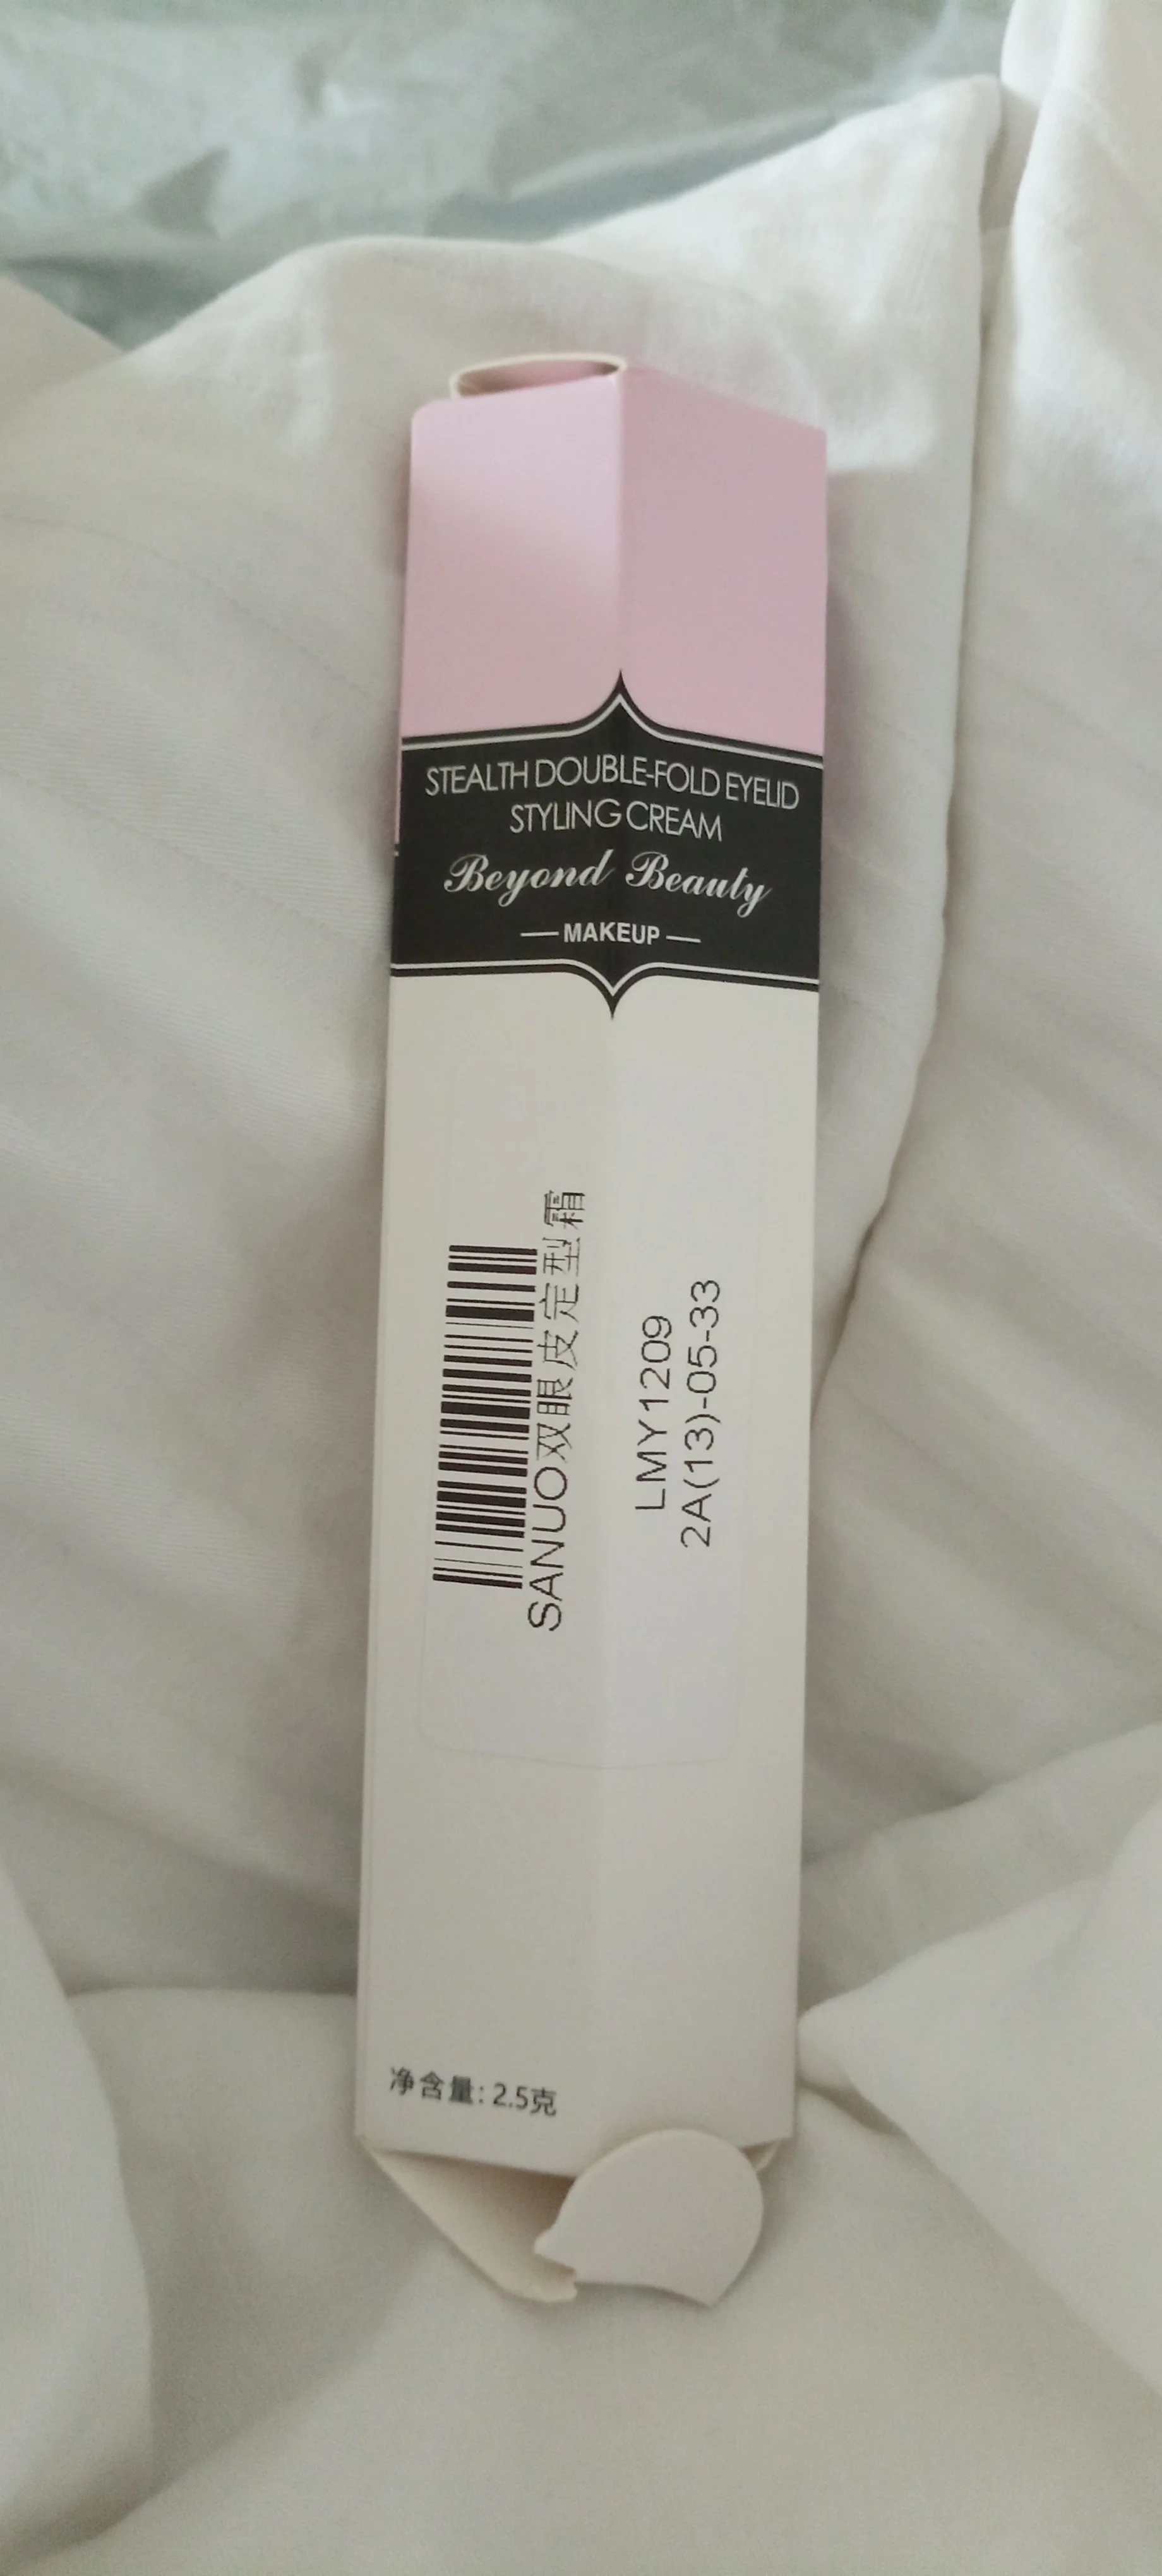 STEALTH DOUBLE-FOLD EYELID
STYLING CREAM
Beyond Beauty
MAKEUP
SANUO双眼皮定型霜
LMY1209
2A(13)-05-33
净含量: 2.5克